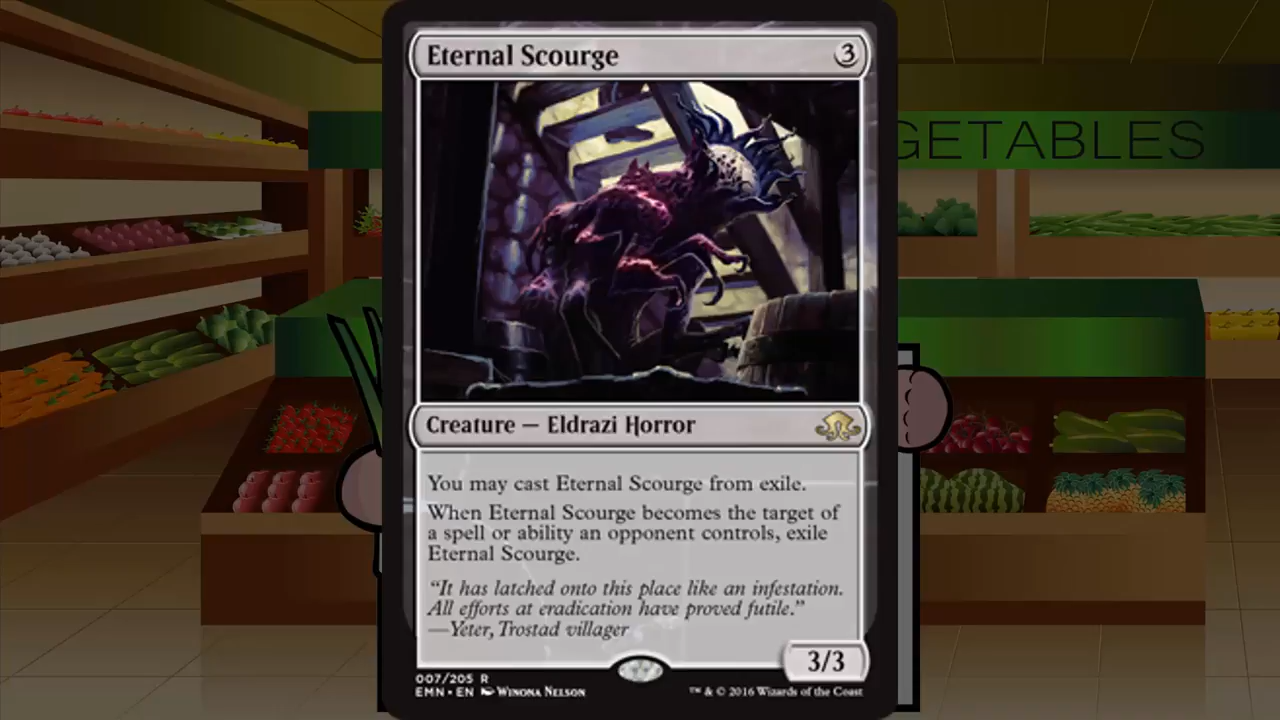 Eternal Scourge
3
GETABLES
Creature — Eldrazi Horror
You may cast Eternal Scourge from exile.
When Eternal Scourge becomes the target of
a spell or ability an opponent controls, exile
Eternal Scourge.
“It has latched onto this place like an infestation.
All efforts at eradication have proved futile.”
—Yeter, Trostad villager
3/3
007/205 R
EMN • EN Winona Nelson
™ & © 2016 Wizards of the Coast